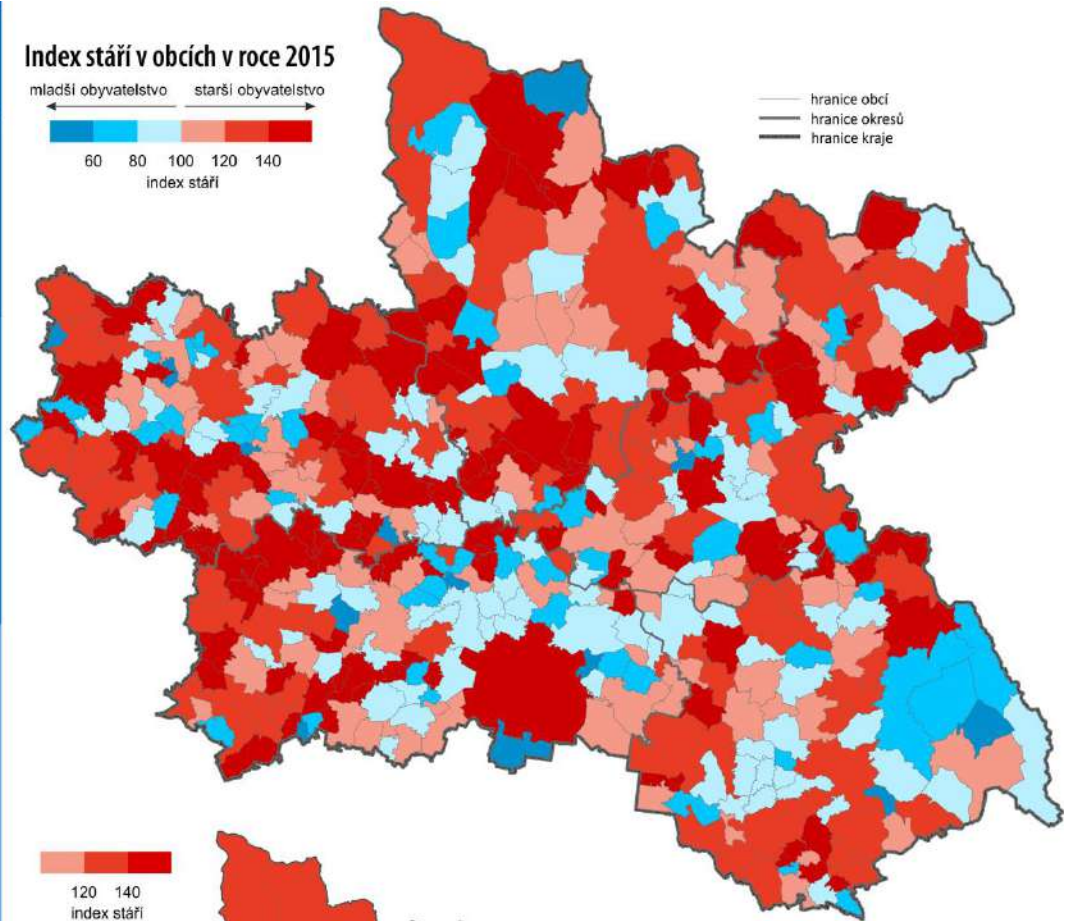 Index stáří v obcích v roce 2015
mladší obyvatelstvo starší obyvatelstvo
60 80 100 120 140
index stáří
hranice obcí
hranice okresů
hranice kraje
120 140
index stáří